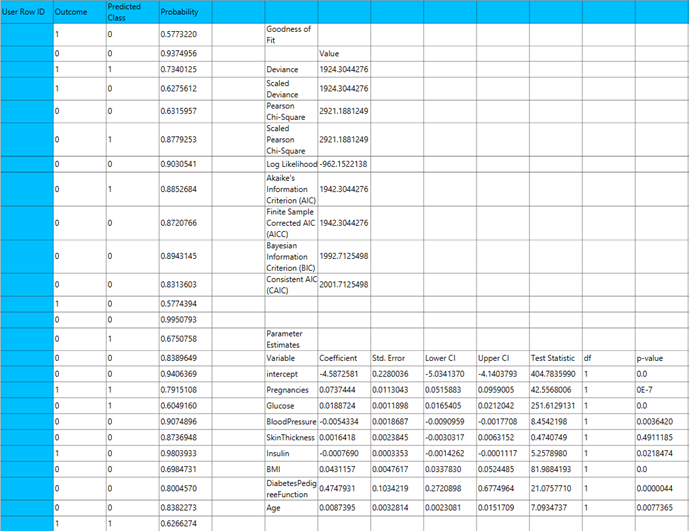 User Row ID Outcome Predicted Class Probability
1 0 0.5773220 Goodness of Fit
0 0 0.9374956 Value
1 1 0.7340125 Deviance 1924.3044276
1 0 0.6275612 Scaled Deviance 1924.3044276
0 0 0.6315957 Pearson Chi-Square 2921.1881249
0 1 0.8779253 Scaled Pearson Chi-Square 2921.1881249
0 0 0.9030541 Log Likelihood -962.1522138
0 1 0.8852684 Akaike's Information Criterion (AIC) 1942.3044276
0 0 0.8720766 Finite Sample Corrected AIC (AICC) 1942.3044276
0 0 0.8943145 Bayesian Information Criterion (BIC) 1992.7125498
0 0 0.8313603 Consistent AIC (CAIC) 2001.7125498
1 0 0.5774394
0 0 0.9950793
0 1 0.6750758 Parameter Estimates
0 0 0.8389649 Variable Coefficient Std. Error Lower CI Upper CI Test Statistic df p-value
0 0 0.9406369 intercept -4.5872581 0.2280036 -5.0341370 -4.1403793 404.7835990 1 0.0
1 1 0.7915108 Pregnancies 0.0737444 0.0113043 0.0515883 0.0959005 42.5568006 1 0E-7
0 1 0.6049160 Glucose 0.0188724 0.0011898 0.0165405 0.0212042 251.6129131 1 0.0
0 0 0.9074896 BloodPressure -0.0054334 0.0018687 -0.0090959 -0.0017708 8.4542198 1 0.0036420
0 0 0.8736948 SkinThickness 0.0016418 0.0023845 -0.0030317 0.0063152 0.4740749 1 0.4911185
1 0 0.9803933 Insulin -0.0007690 0.0003353 -0.0014262 -0.0001117 5.2578980 1 0.0218474
0 0 0.6984731 BMI 0.0431157 0.0047617 0.0337830 0.0524485 81.9884193 1 0.0
0 0 0.8004570 DiabetesPedigreeFunction 0.4747931 0.1034219 0.2720898 0.6774964 21.0757710 1 0.0000044
0 0 0.8382273 Age 0.0087395 0.0032814 0.0023081 0.0151709 7.0934737 1 0.0077365
1 1 0.6266274